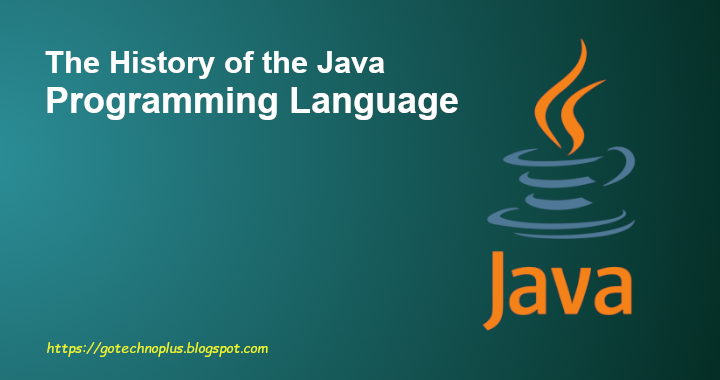 The History of the Java
Programming Language
Java
https://gotechnoplus.blogspot.com